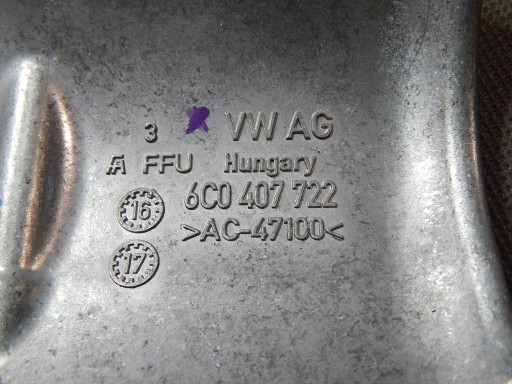 3 VW AG
FFU Hungary
6C0 407 722
>AC-47100<
16
17